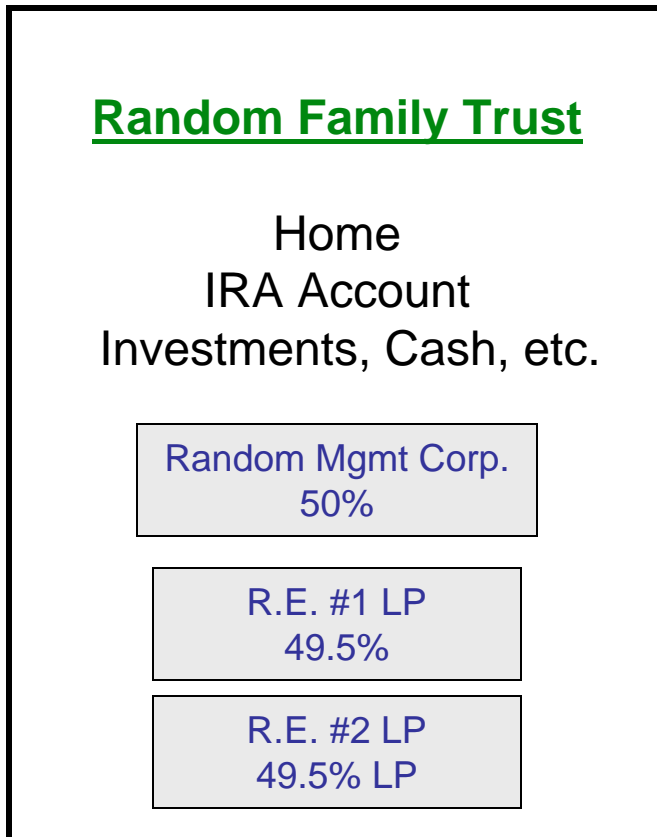 Random Family Trust
Home
IRA Account
Investments, Cash, etc.
Random Mgmt Corp.
50%
R.E. #1 LP
49.5%
R.E. #2 LP
49.5% LP